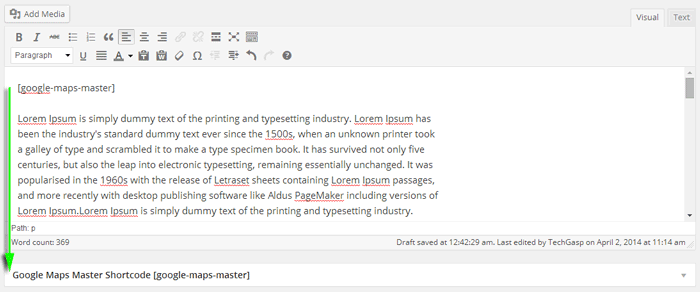 Add Media
Visual Text
B I ABC
Paragraph U A T W Ω
[google-maps-master]
Lorem Ipsum is simply dummy text of the printing and typesetting industry. Lorem Ipsum has
been the industry's standard dummy text ever since the 1500s, when an unknown printer took
a galley of type and scrambled it to make a type specimen book. It has survived not only five
centuries, but also the leap into electronic typesetting, remaining essentially unchanged. It was
popularised in the 1960s with the release of Letraset sheets containing Lorem Ipsum passages,
and more recently with desktop publishing software like Aldus PageMaker including versions of
Lorem Ipsum.Lorem Ipsum is simply dummy text of the printing and typesetting industry.
Path: p
Word count: 369 Draft saved at 12:42:29 am. Last edited by TechGasp on April 2, 2014 at 11:14 am
Google Maps Master Shortcode [google-maps-master]